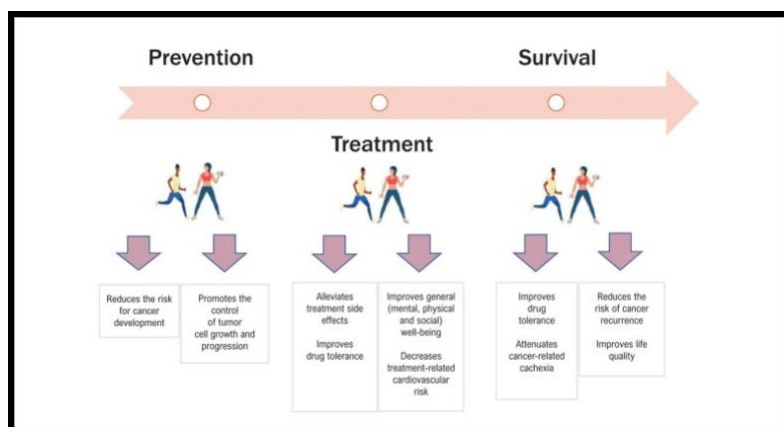 Prevention
Survival
Treatment
Reduces the risk
for cancer
development
Promotes the
control
of tumor
cell growth and
progression
Alleviates
treatment side
effects
Improves
drug tolerance
Improves general
(mental, physical
and social)
well-being
Decreases
treatment-related
cardiovascular
risk
Improves
drug
tolerance
Attenuates
cancer-related
cachexia
Reduces the
risk of cancer
recurrence
Improves life
quality